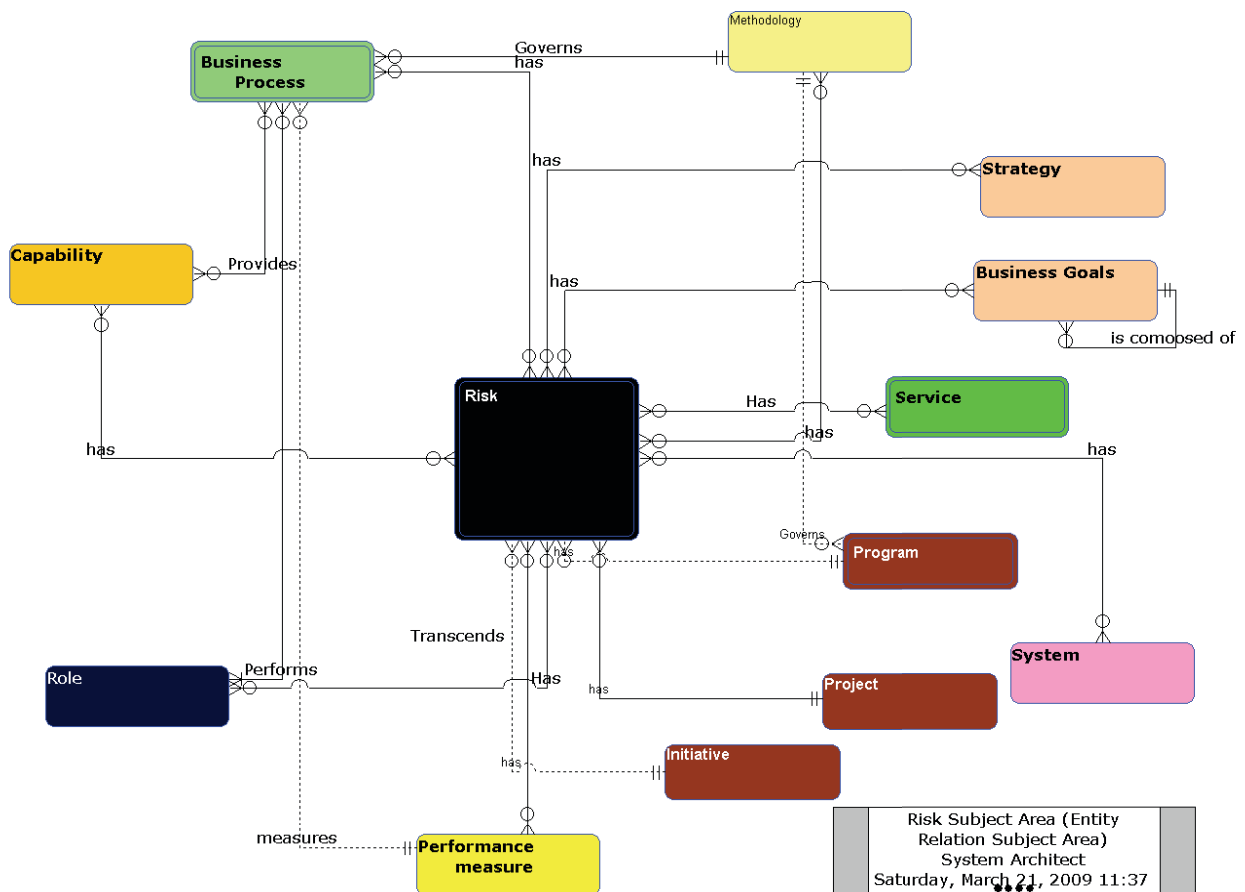 Methodology
Governs
has
Business
Process
has
Strategy
Capability
Provides
has
Business Goals
is comoosed of
Risk
Has
Service
has
has
has
Governs
has
Program
Transcends
System
Role
Performs
Has
has
Project
has
Initiative
measures
Performance
measure
Risk Subject Area (Entity
Relation Subject Area)
System Architect
Saturday, March 21, 2009 11:37